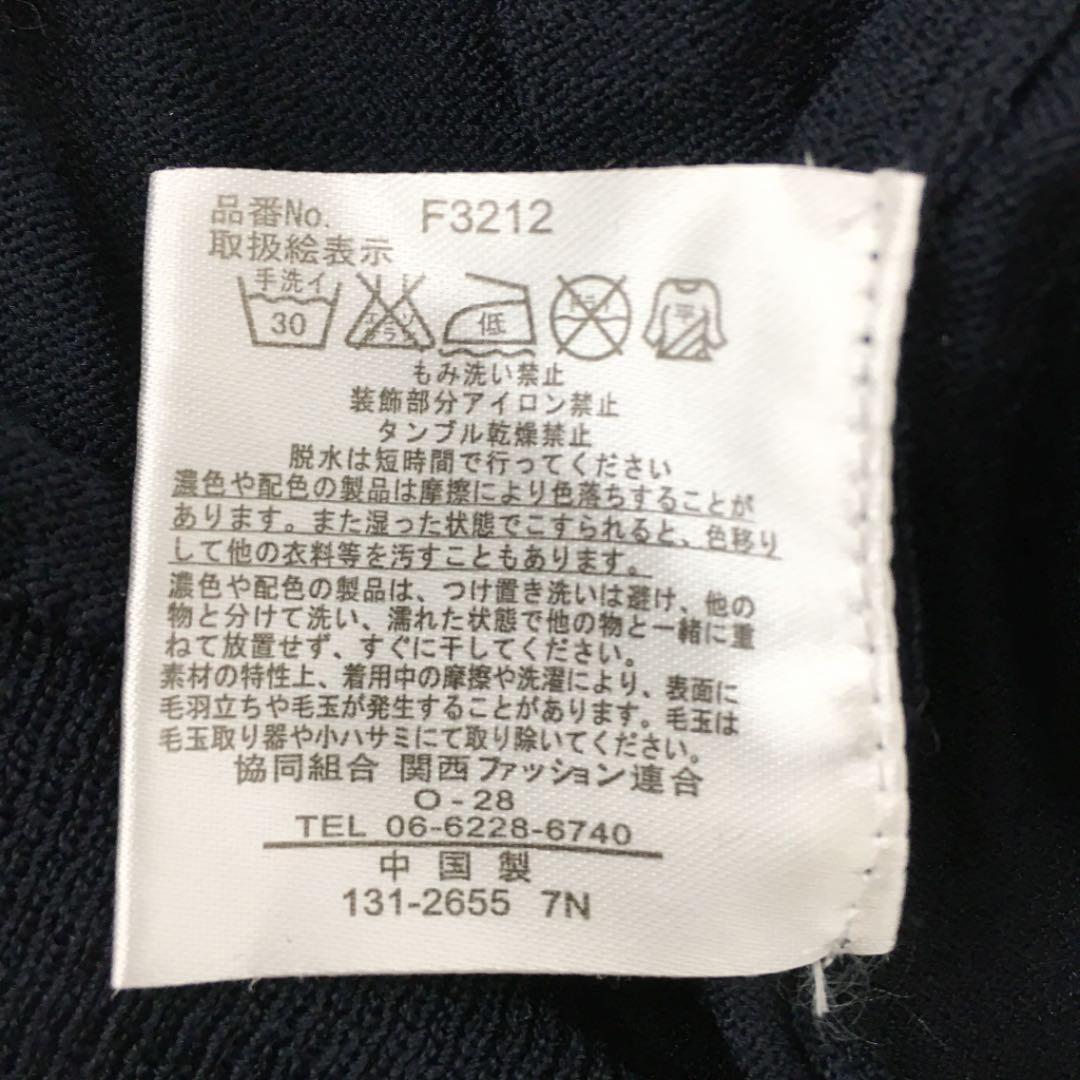 品番No. F3212
取扱絵表示
手洗イ
30
エンソ
サラシ
低
ドライ
平
もみ洗い禁止
装飾部分アイロン禁止
タンブル乾燥禁止
脱水は短時間で行ってください
濃色や配色の製品は摩擦により色落ちすることが
あります。また湿った状態でこすられると、色移り
して他の衣料等を汚すこともあります。
濃色や配色の製品は、つけ置き洗いは避け、他の
物と分けて洗い、濡れた状態で他の物と一緒に重
ねて放置せず、すぐに干してください。
素材の特性上、着用中の摩擦や洗濯により、表面に
毛羽立ちや毛玉が発生することがあります。毛玉は
毛玉取り器や小ハサミにて取り除いてください。
協同組合 関西ファッション連合
O-28
TEL 06-6228-6740
中国製
131-2655 7N